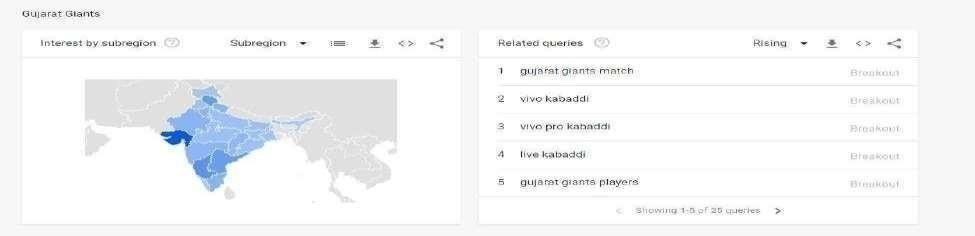 Gujarat Giants
Interest by subregion Subregion
Related queries Rising
1 gujarat giants match Breakout
2 vivo kabaddi Breakout
3 vivo pro kabaddi Breakout
4 live kabaddi Breakout
5 gujarat giants players Breakout
Showing 1-5 of 25 queries